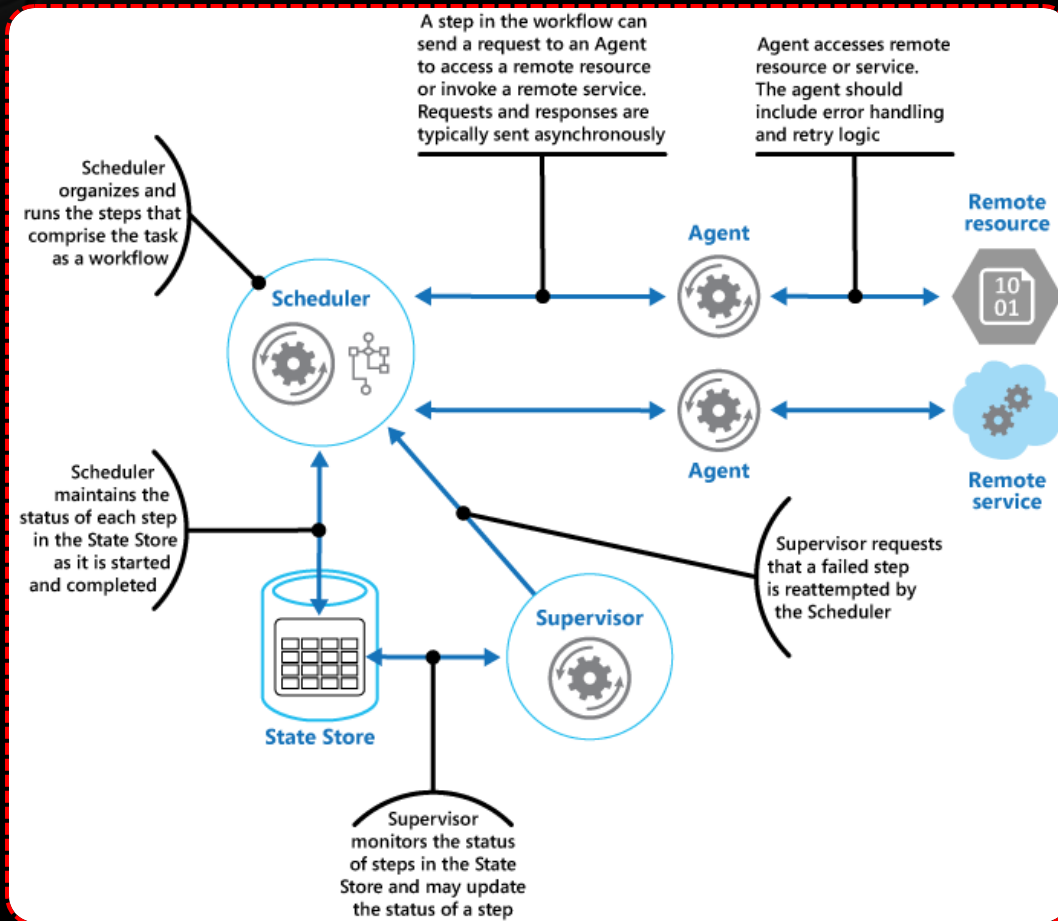 A step in the workflow can
send a request to an Agent
to access a remote resource
or invoke a remote service.
Requests and responses are
typically sent asynchronously
Agent accesses remote
resource or service.
The agent should
include error handling
and retry logic
Scheduler
organizes and
runs the steps that
comprise the task
as a workflow
Scheduler
Agent
Remote
resource
10
01
Agent
Remote
service
Scheduler
maintains the
status of each step
in the State Store
as it is started
and completed
Supervisor requests
that a failed step
is reattempted by
the Scheduler
Supervisor
State Store
Supervisor
monitors the status
of steps in the State
Store and may update
the status of a step